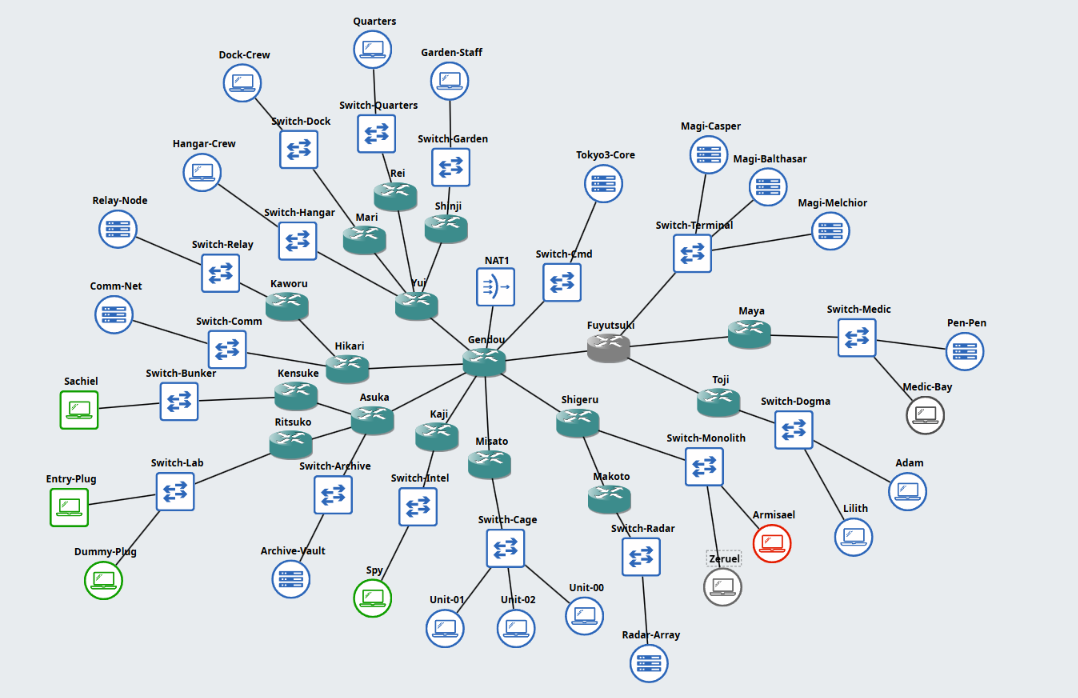 Quarters
Dock-Crew
Garden-Staff
Switch-Quarters
Switch-Dock
Magi-Casper
Hangar-Crew
Switch-Garden
Tokyo3-Core
Magi-Balthasar
Rei
Relay-Node
Switch-Hangar
Mari
Shinji
Magi-Melchior
Switch-Terminal
Switch-Relay
NAT1
Switch-Cmd
Comm-Net
Kaworu
Yui
Switch-Comm
Hikari
Gendou
Fuyutsuki
Maya
Switch-Medic
Pen-Pen
Sachiel
Switch-Bunker
Kensuke
Asuka
Toji
Medic-Bay
Ritsuko
Kaji
Shigeru
Switch-Dogma
Misato
Switch-Monolith
Entry-Plug
Switch-Lab
Switch-Archive
Switch-Intel
Makoto
Adam
Switch-Cage
Switch-Radar
Armisael
Lilith
Dummy-Plug
Archive-Vault
Spy
Zeruel
Unit-01
Unit-02
Unit-00
Radar-Array